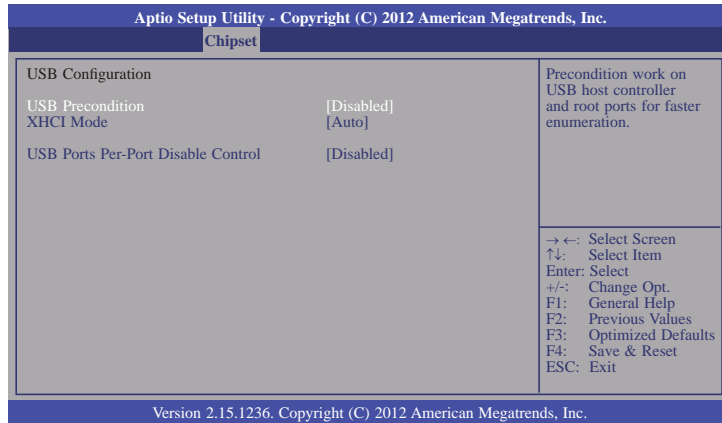 Aptio Setup Utility - Copyright (C) 2012 American Megatrends, Inc.
Chipset
USB Configuration
USB Precondition [Disabled]
XHCI Mode [Auto]
USB Ports Per-Port Disable Control [Disabled]
Precondition work on
USB host controller
and root ports for faster
enumeration.
→ ←: Select Screen
↑↓: Select Item
Enter: Select
+/-: Change Opt.
F1: General Help
F2: Previous Values
F3: Optimized Defaults
F4: Save & Reset
ESC: Exit
Version 2.15.1236. Copyright (C) 2012 American Megatrends, Inc.